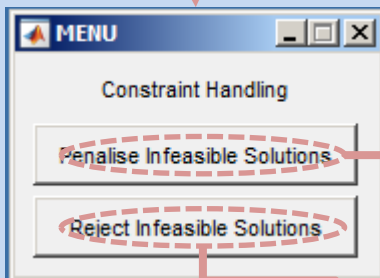 MENU
Constraint Handling
Penalise Infeasible Solutions
Reject Infeasible Solutions